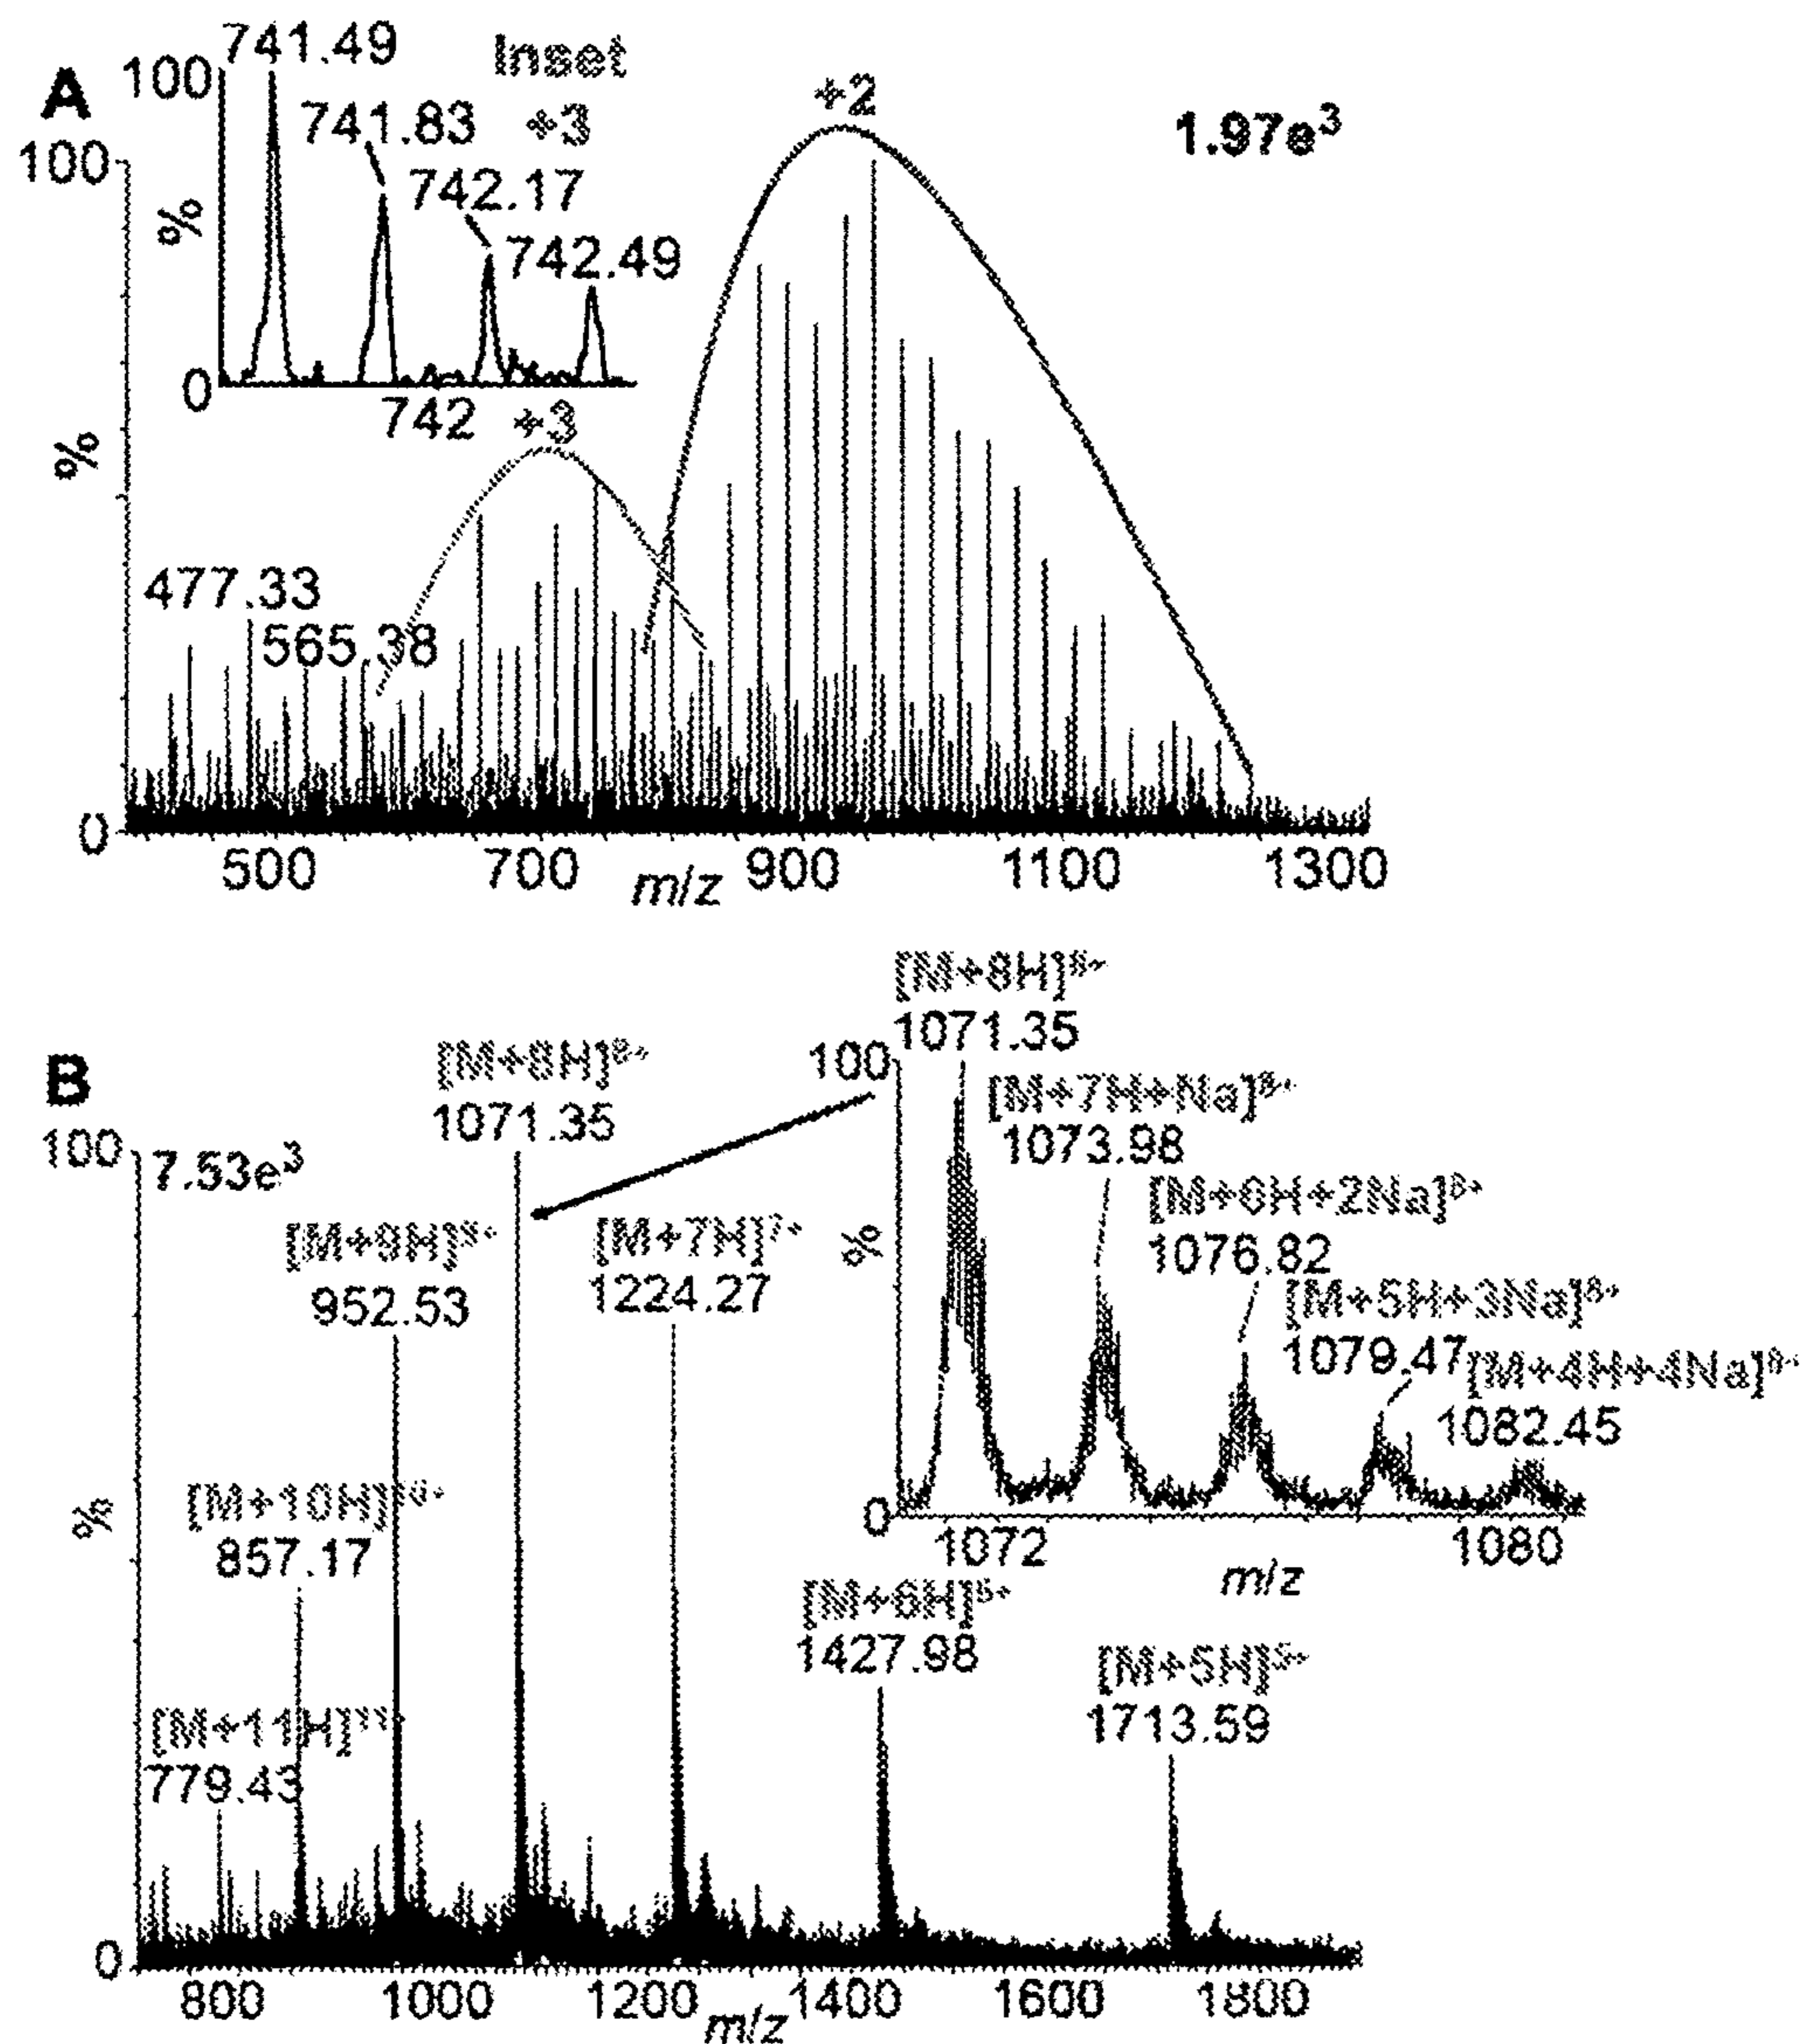 A
100
741.49
Inset
741.83 +3
742.17
742.49
%
0
742
+2
1.97e³
100
%
+3
477.33
565.38
0
500 700 900 1100 1300
m/z
B
100
7.53e³
%
[M+11H]¹¹
779.43
[M+10H]¹⁰⁺
857.17
[M+9H]⁹⁺
952.53
[M+8H]⁸⁺
1071.35
[M+7H]⁷⁺
1224.27
[M+6H]⁶⁺
1427.98
[M+5H]⁵⁺
1713.59
0
800 1000 1200 1400 1600 1800
m/z
[M+8H]⁸⁺
1071.35
100
[M+7H+Na]⁸⁺
1073.98
[M+6H+2Na]⁸⁺
1076.82
[M+5H+3Na]⁸⁺
1079.47
[M+4H+4Na]⁸⁺
1082.45
%
0
1072 1080
m/z